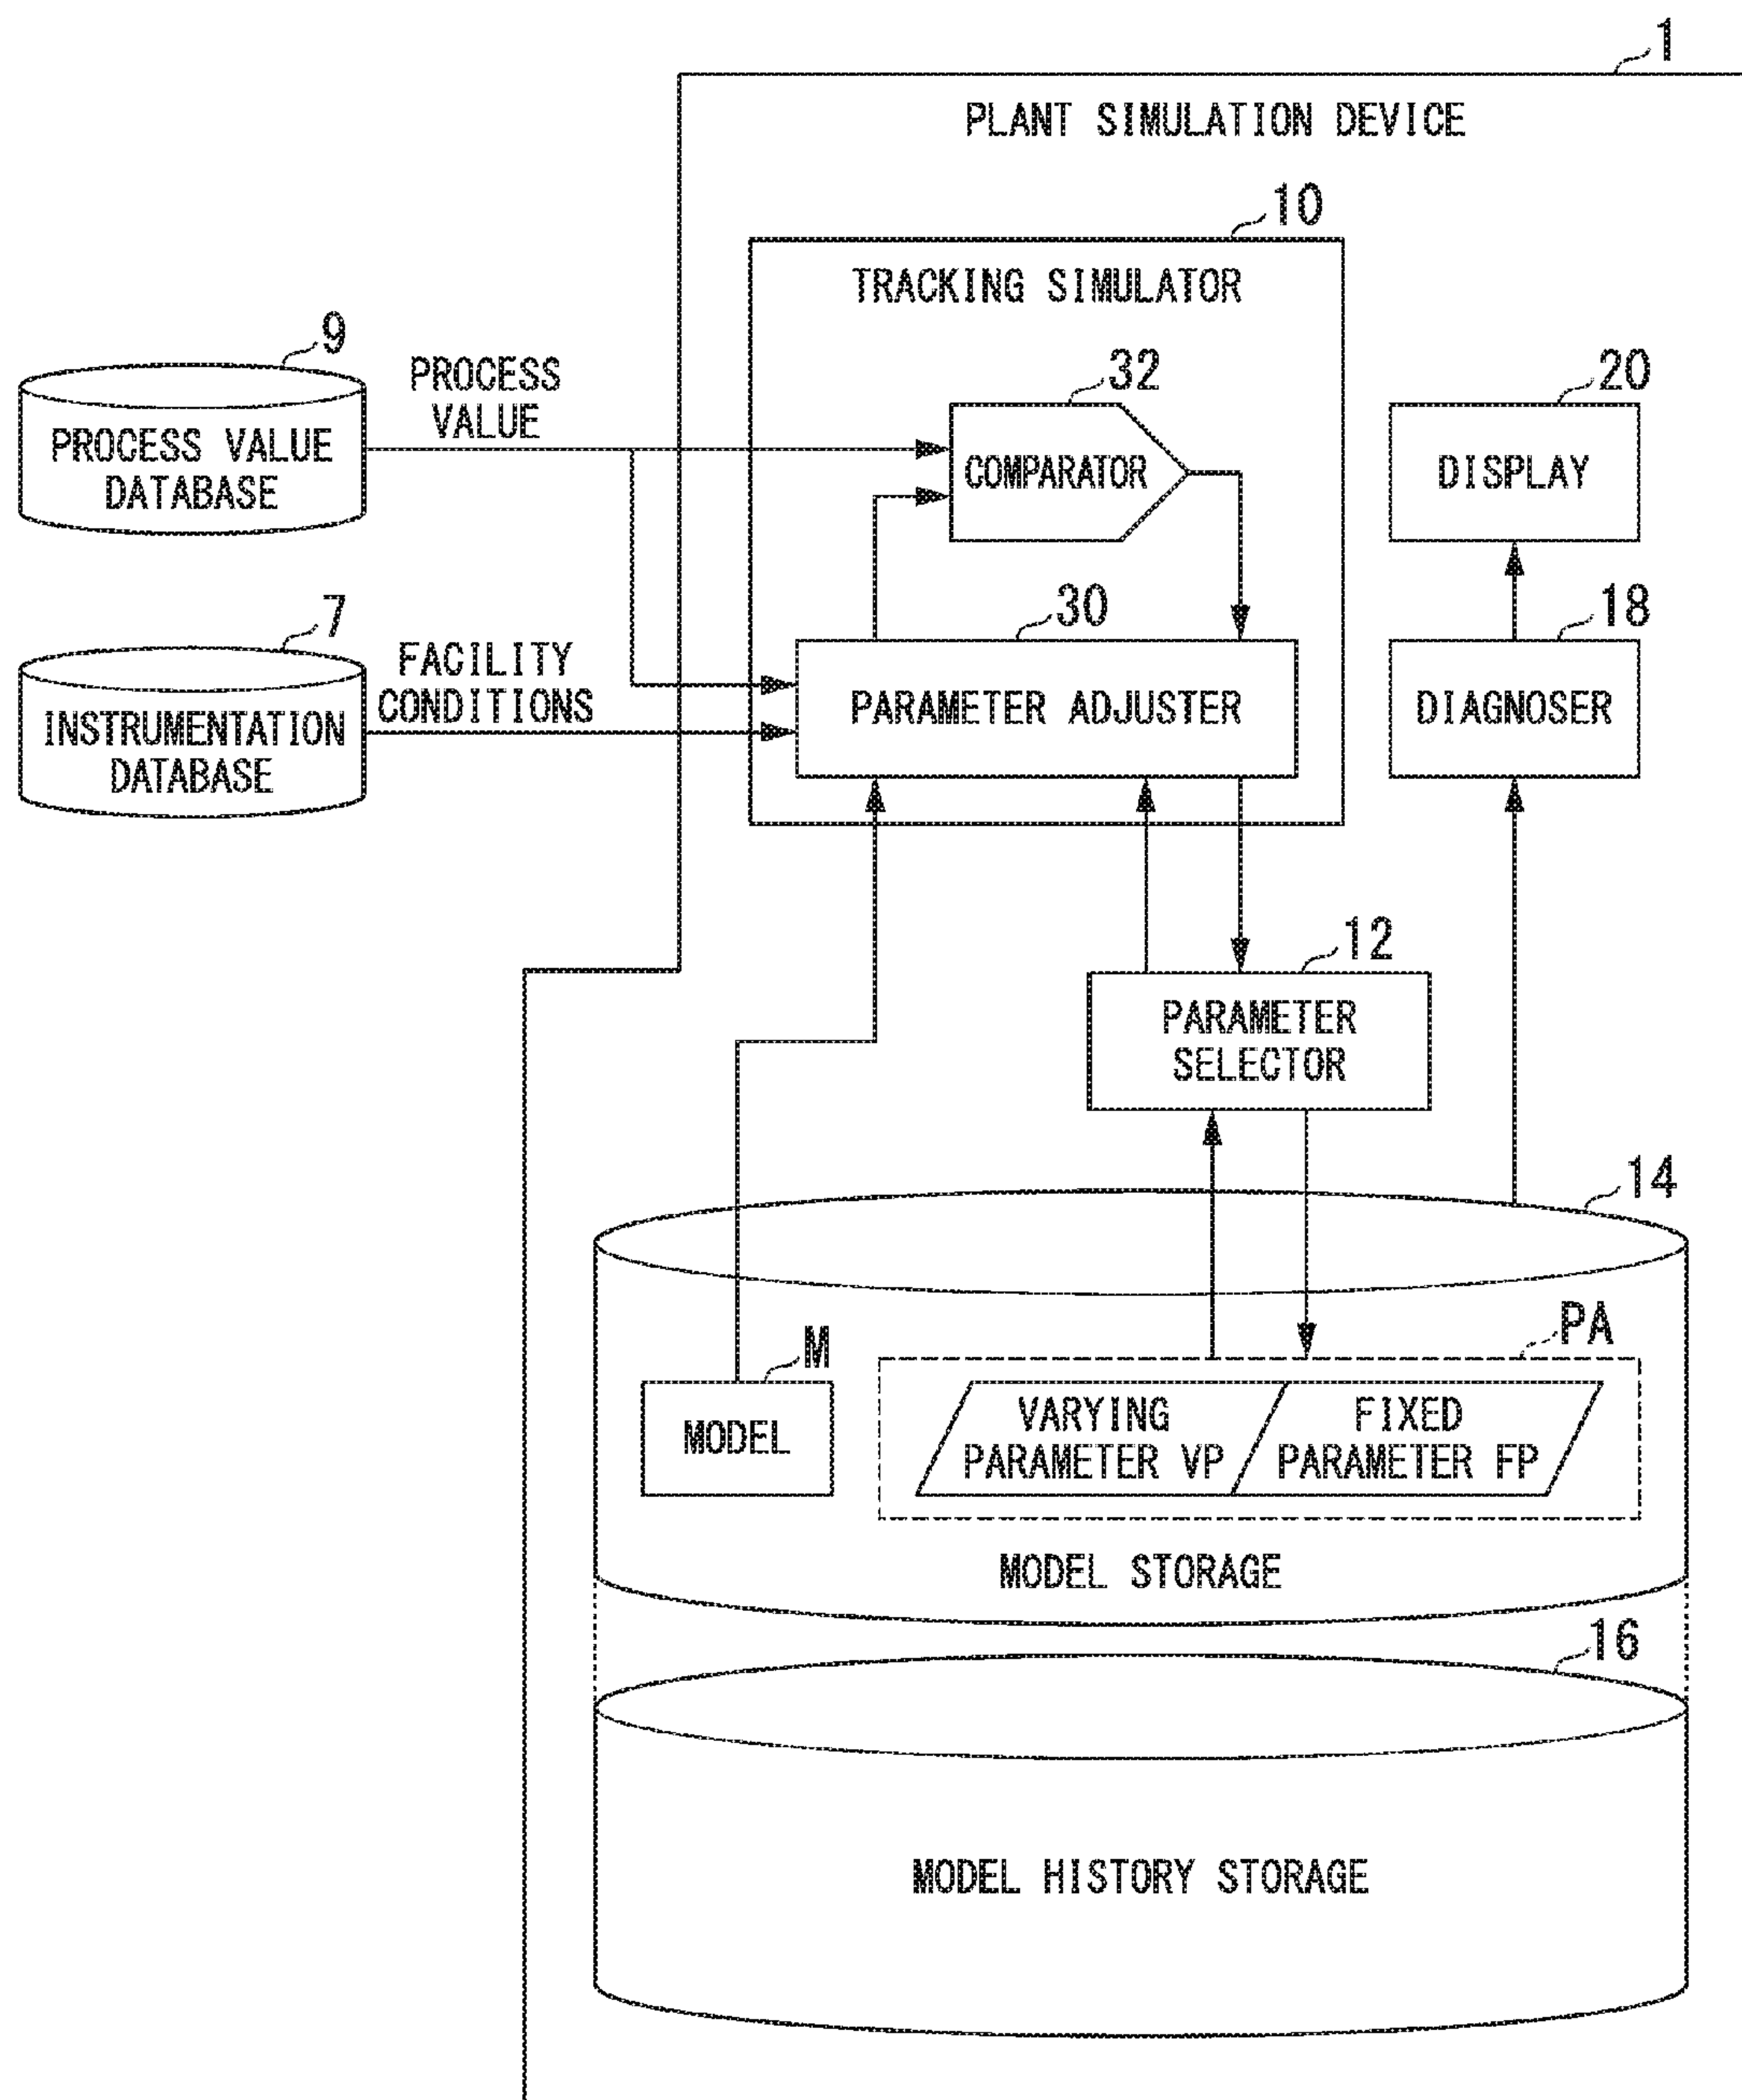 1
PLANT SIMULATION DEVICE
10
TRACKING SIMULATOR
9
PROCESS
VALUE
PROCESS VALUE
DATABASE
32
COMPARATOR
20
DISPLAY
7
FACILITY
CONDITIONS
INSTRUMENTATION
DATABASE
30
PARAMETER ADJUSTER
18
DIAGNOSER
12
PARAMETER
SELECTOR
14
M
MODEL
PA
VARYING
PARAMETER VP
FIXED
PARAMETER FP
MODEL STORAGE
16
MODEL HISTORY STORAGE